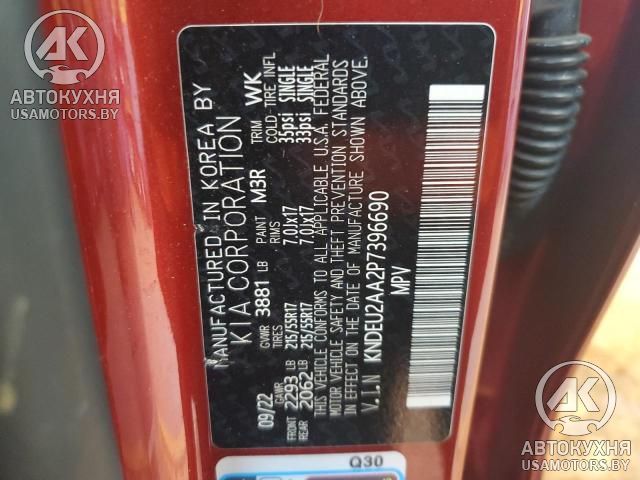 MANUFACTURED IN KOREA BY
KIA CORPORATION
09/22 GVWR 3881 LB PAINT M3R TRIM WK
GAWR TIRES RIMS COLD TIRE INFL
FRONT 2293 LB 215/55R17 7.0JX17 35psi SINGLE
REAR 2062 LB 215/55R17 7.0JX17 33psi SINGLE
THIS VEHICLE CONFORMS TO ALL APPLICABLE U.S.A. FEDERAL
MOTOR VEHICLE SAFETY AND THEFT PREVENTION STANDARDS
IN EFFECT ON THE DATE OF MANUFACTURE SHOWN ABOVE.
V.I.N KNDEU2AA2P7396690
MPV
Q30
АК
АВТОКУХНЯ
USAMOTORS.BY
АК
АВТОКУХНЯ
USAMOTORS.BY